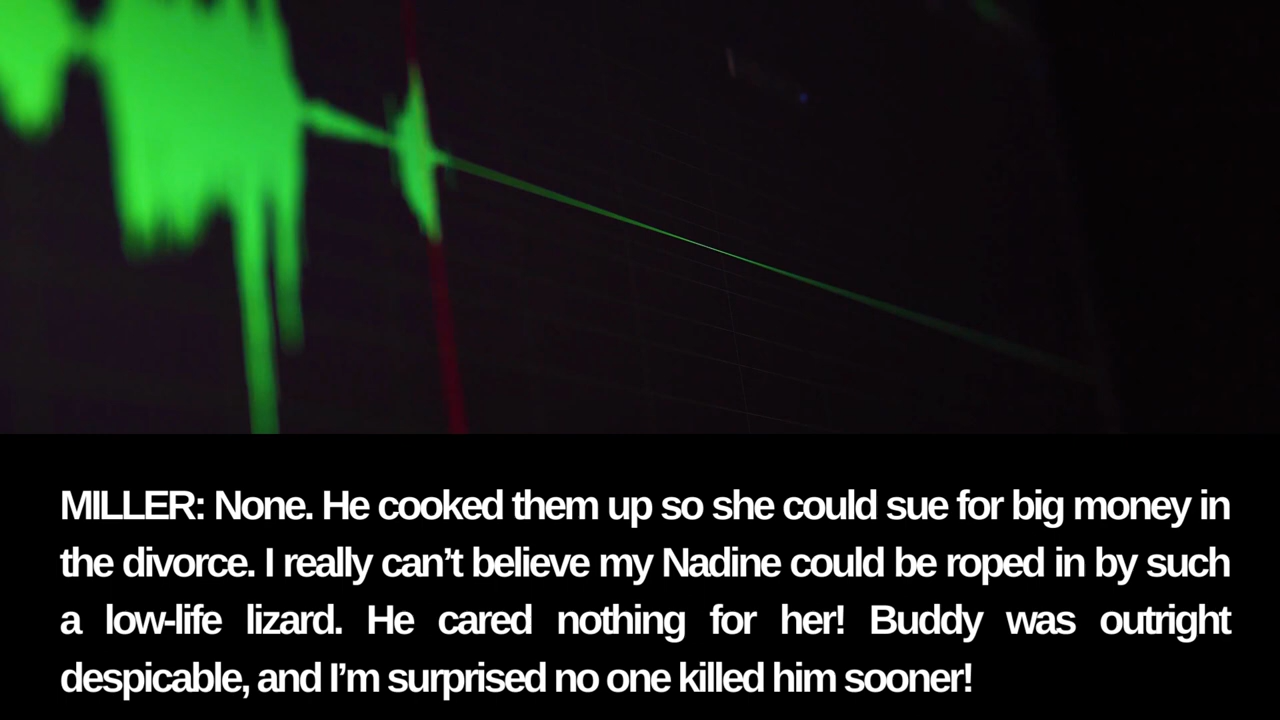 MILLER: None. He cooked them up so she could sue for big money in
the divorce. I really can’t believe my Nadine could be roped in by such
a low-life lizard. He cared nothing for her! Buddy was outright
despicable, and I’m surprised no one killed him sooner!